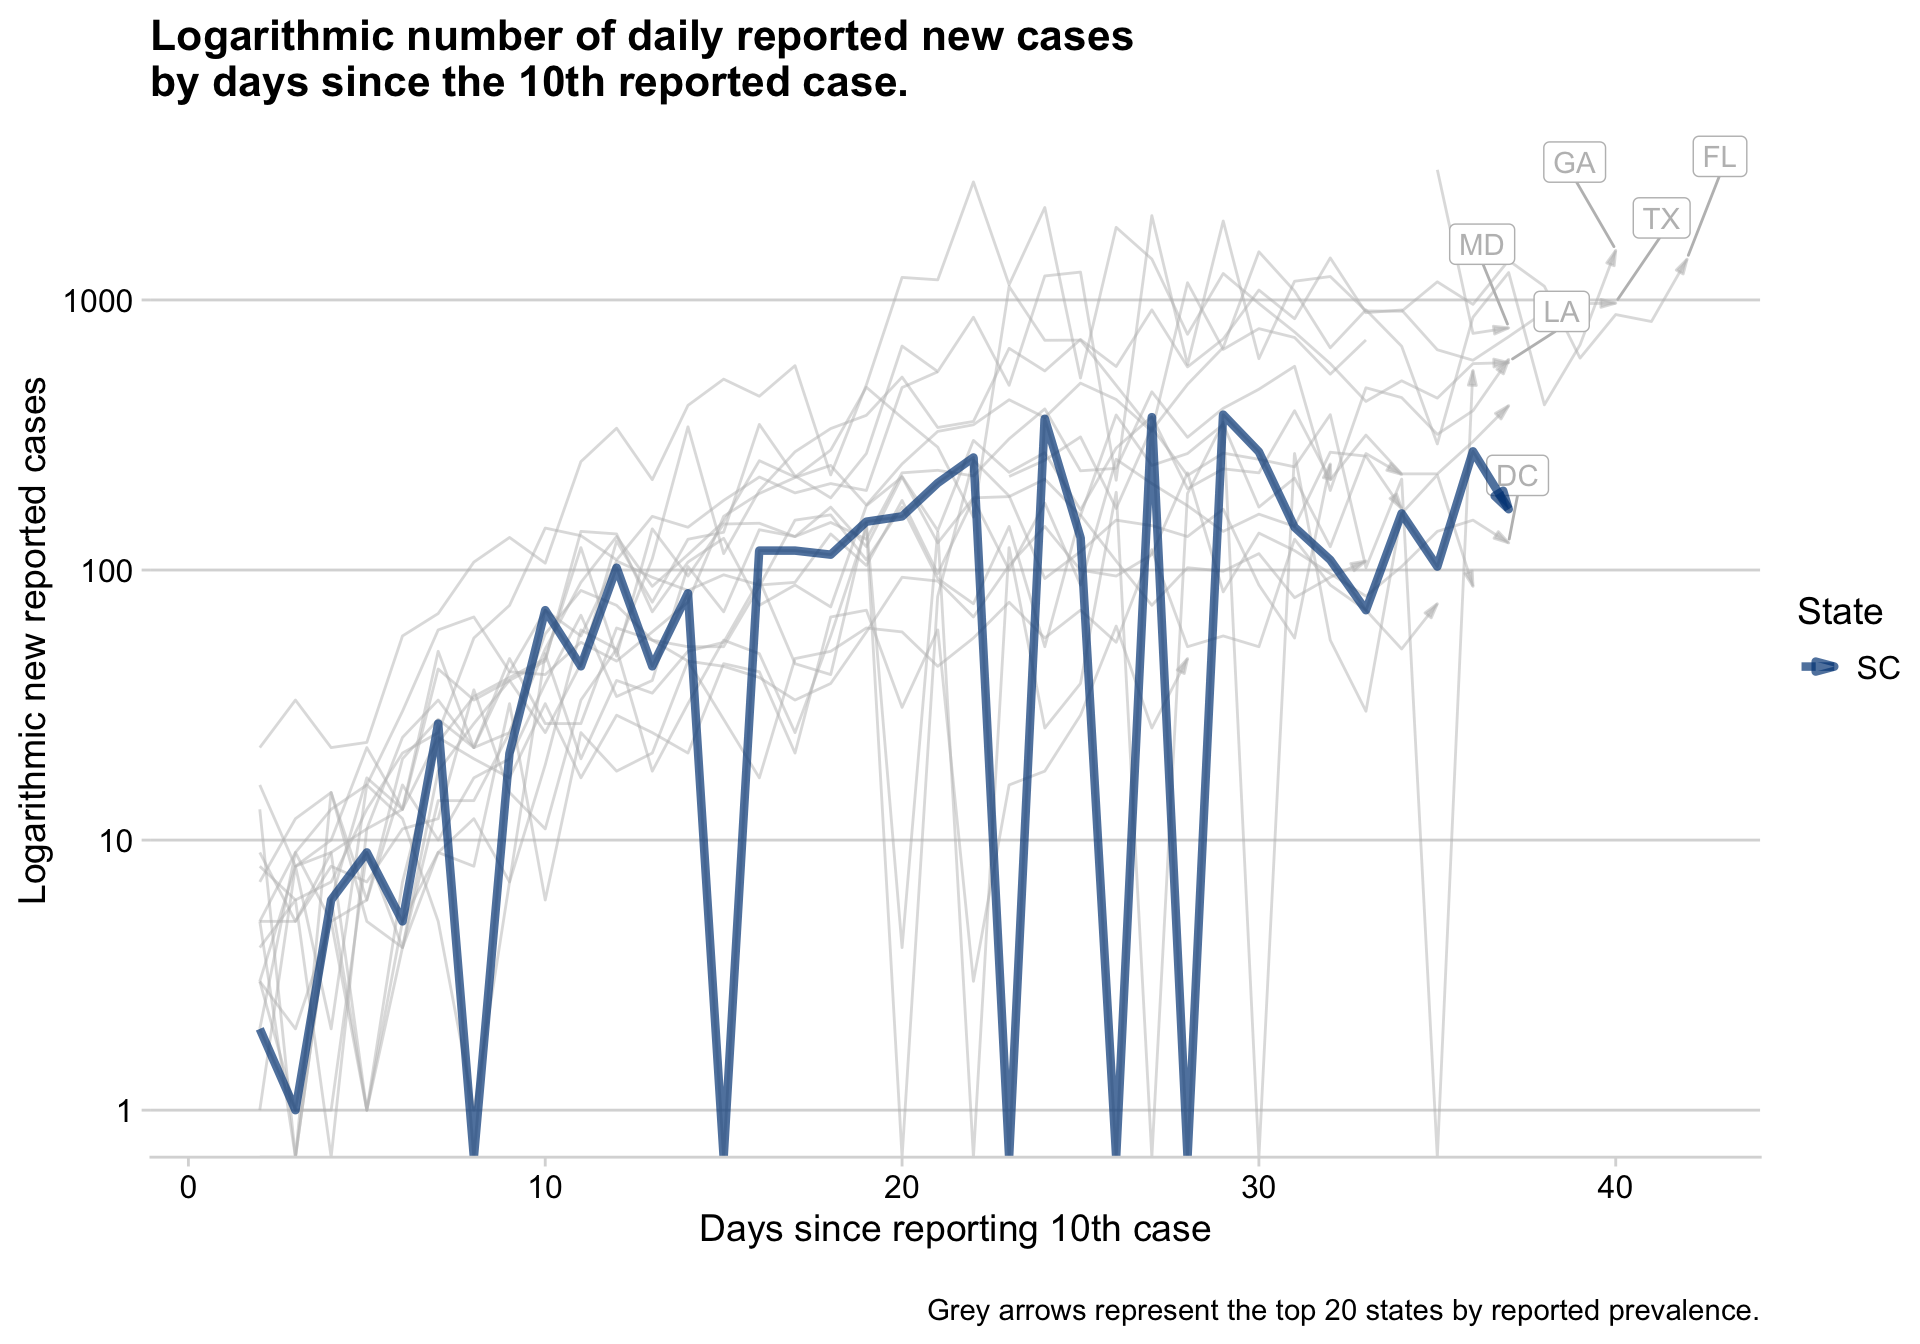 Logarithmic number of daily reported new cases
by days since the 10th reported case.
Logarithmic new reported cases
1000
100
10
1
GA
FL
TX
MD
LA
DC
State
SC
0
10
20
30
40
Days since reporting 10th case
Grey arrows represent the top 20 states by reported prevalence.